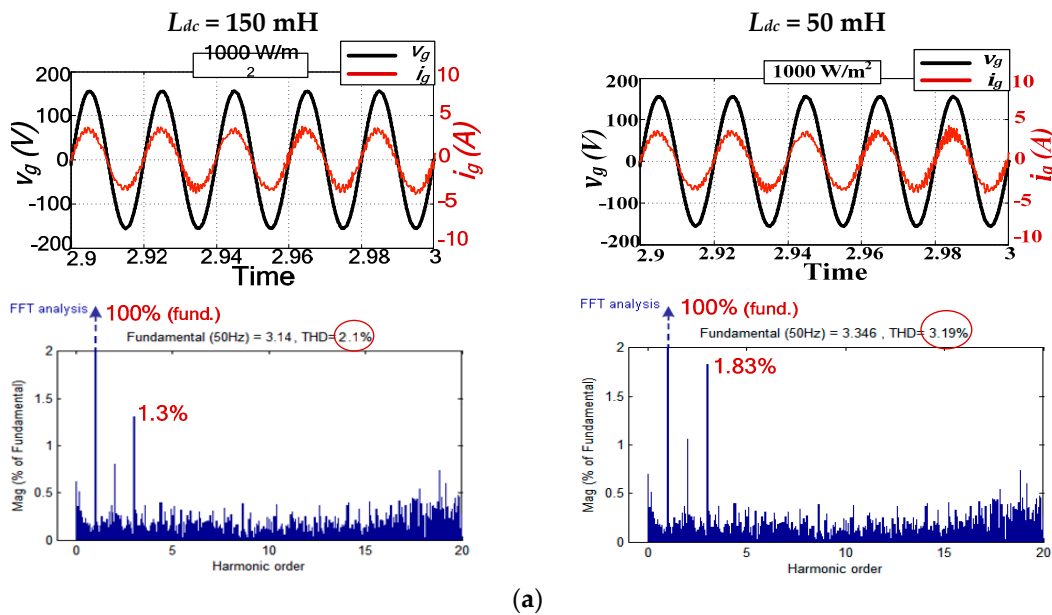 Ldc = 150 mH
1000 W/m
2
vg
ig
200
100
0
-100
-200
vg (V)
10
5
0
-5
-10
ig (A)
2.9 2.92 2.94 2.96 2.98 3
Time
FFT analysis
100% (fund.)
Fundamental (50Hz) = 3.14 , THD= 2.1%
2
1.5
1
0.5
0
Mag (% of Fundamental)
1.3%
0 5 10 15 20
Harmonic order
Ldc = 50 mH
1000 W/m²
vg
ig
200
100
0
-100
-200
vg (V)
10
5
0
-5
-10
ig (A)
2.9 2.92 2.94 2.96 2.98 3
Time
FFT analysis
100% (fund.)
Fundamental (50Hz) = 3.346 , THD= 3.19%
2
1.5
1
0.5
0
Mag (% of Fundamental)
1.83%
0 5 10 15 20
Harmonic order
(a)